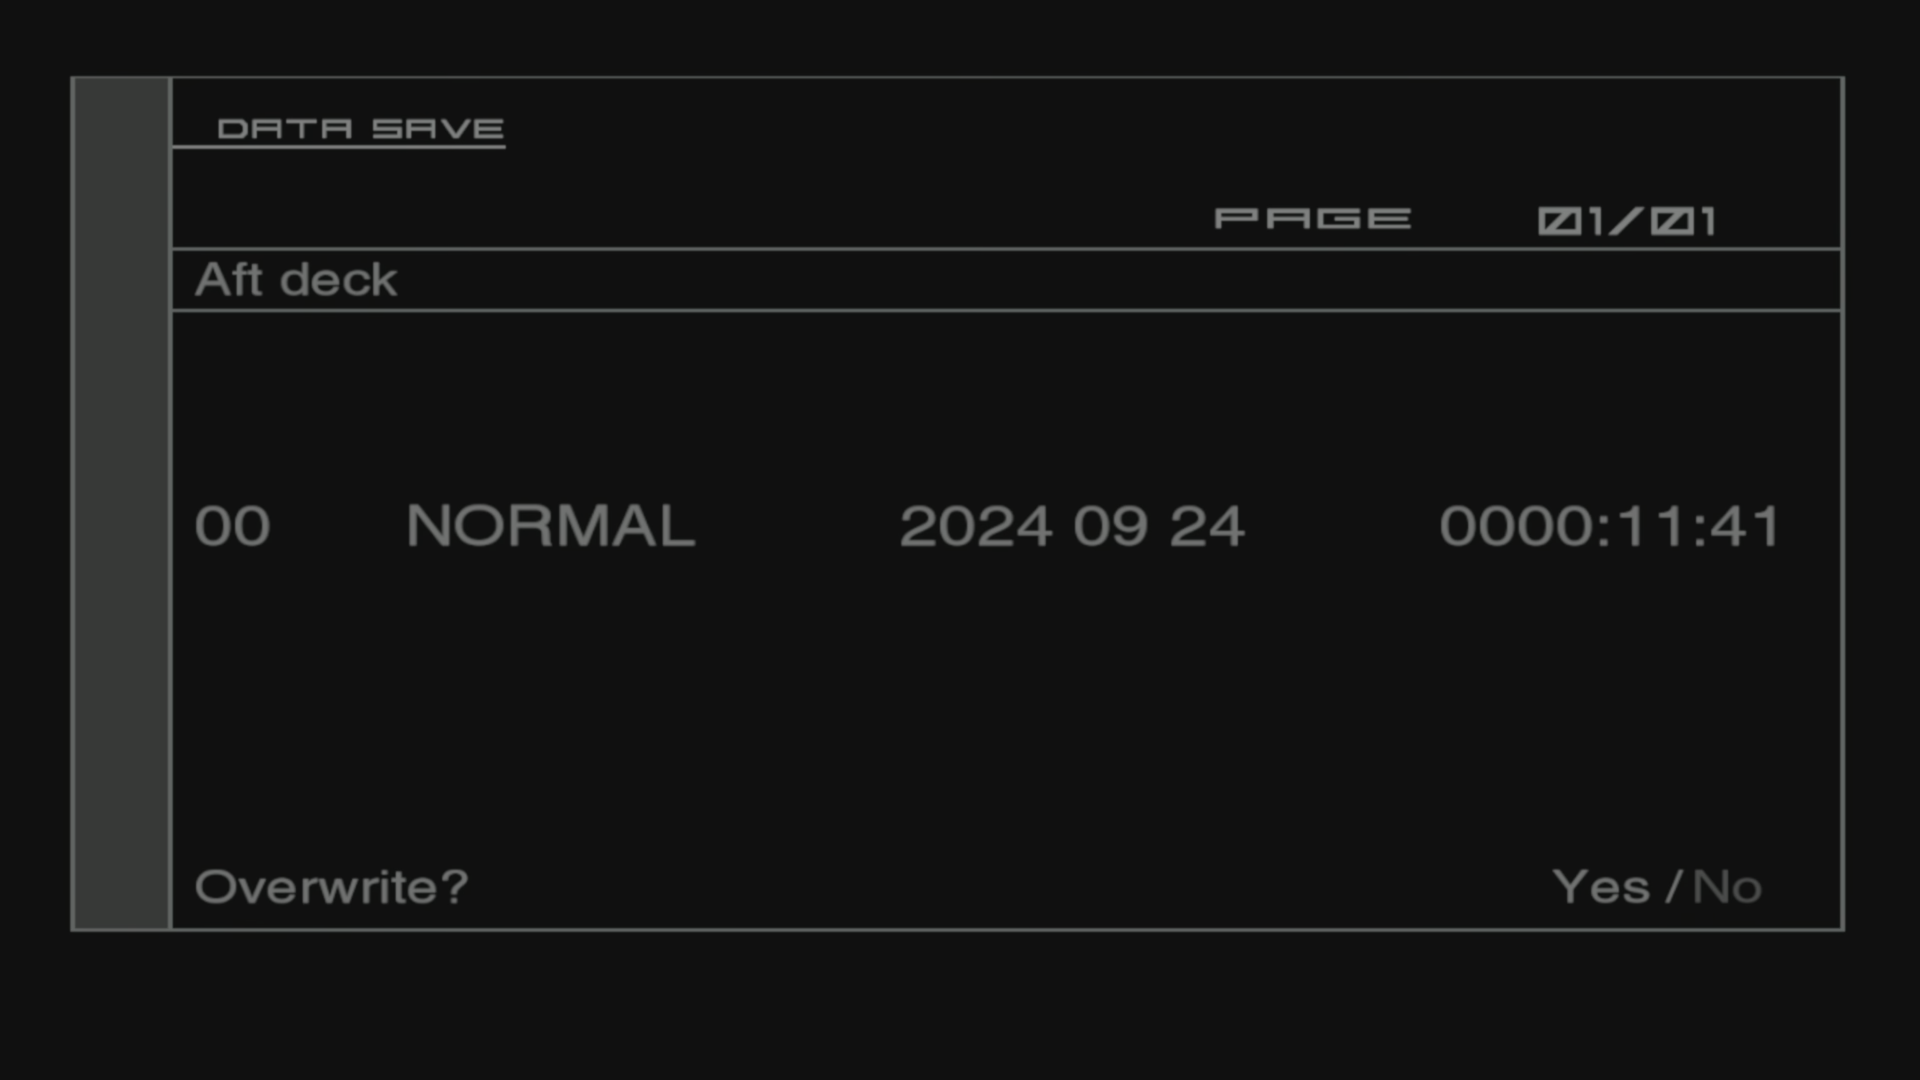 DATA SAVE
PAGE 01/01
Aft deck
00 NORMAL 2024 09 24 0000:11:41
Overwrite? Yes / No